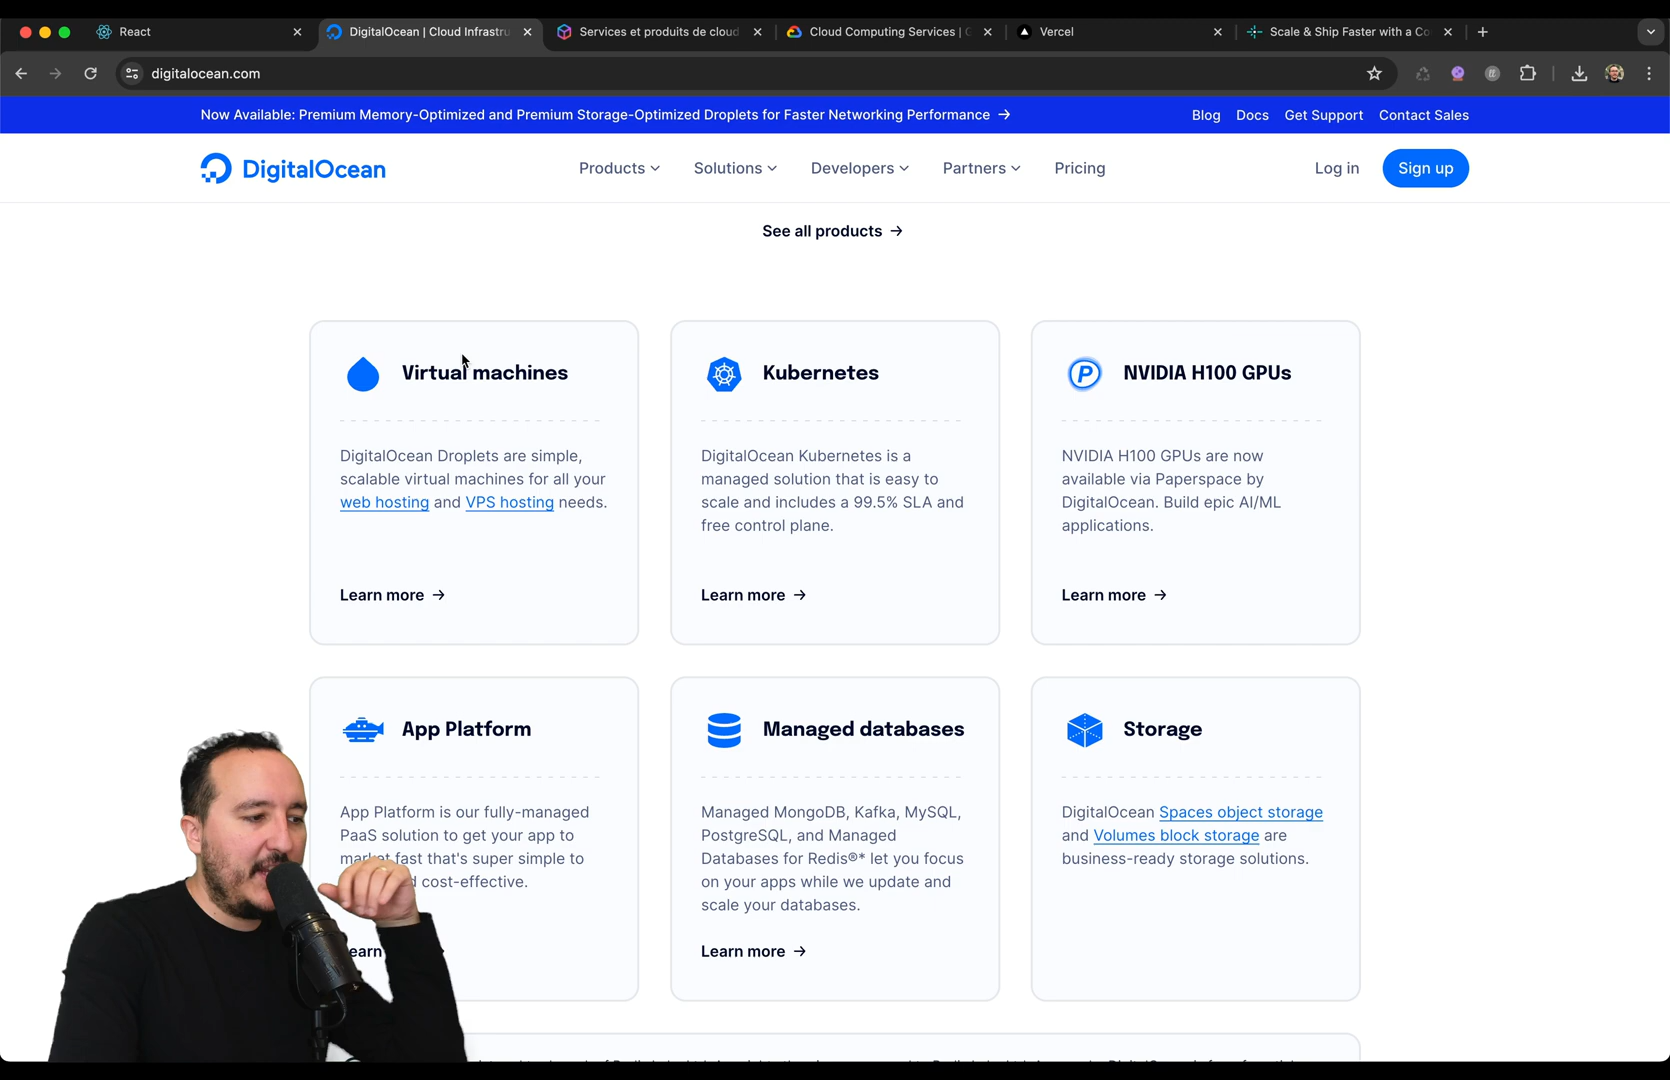 React
DigitalOcean | Cloud Infrastru
Services et produits de cloud
Cloud Computing Services |
Vercel
Scale & Ship Faster with a Co
digitalocean.com
Now Available: Premium Memory-Optimized and Premium Storage-Optimized Droplets for Faster Networking Performance →
Blog Docs Get Support Contact Sales
DigitalOcean
Products Solutions Developers Partners Pricing
Log in Sign up
See all products →
Virtual machines
DigitalOcean Droplets are simple,
scalable virtual machines for all your
web hosting and VPS hosting needs.
Learn more →
Kubernetes
DigitalOcean Kubernetes is a
managed solution that is easy to
scale and includes a 99.5% SLA and
free control plane.
Learn more →
P
NVIDIA H100 GPUs
NVIDIA H100 GPUs are now
available via Paperspace by
DigitalOcean. Build epic AI/ML
applications.
Learn more →
App Platform
App Platform is our fully-managed
PaaS solution to get your app to
market fast that's super simple to
cost-effective.
Managed databases
Managed MongoDB, Kafka, MySQL,
PostgreSQL, and Managed
Databases for Redis®* let you focus
on your apps while we update and
scale your databases.
Learn more →
Storage
DigitalOcean Spaces object storage
and Volumes block storage are
business-ready storage solutions.